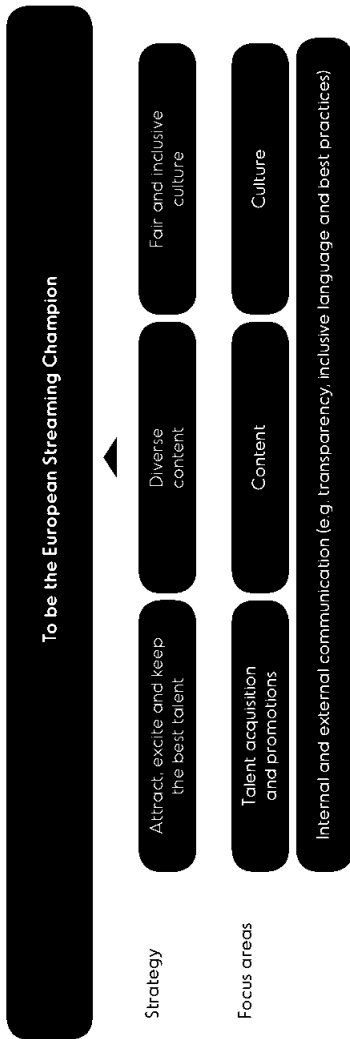 To be the European Streaming Champion
Strategy
Attract, excite and keep
the best talent
Diverse
content
Fair and inclusive
culture
Focus areas
Talent acquisition
and promotions
Content
Culture
Internal and external communication (e.g. transparency, inclusive language and best practices)